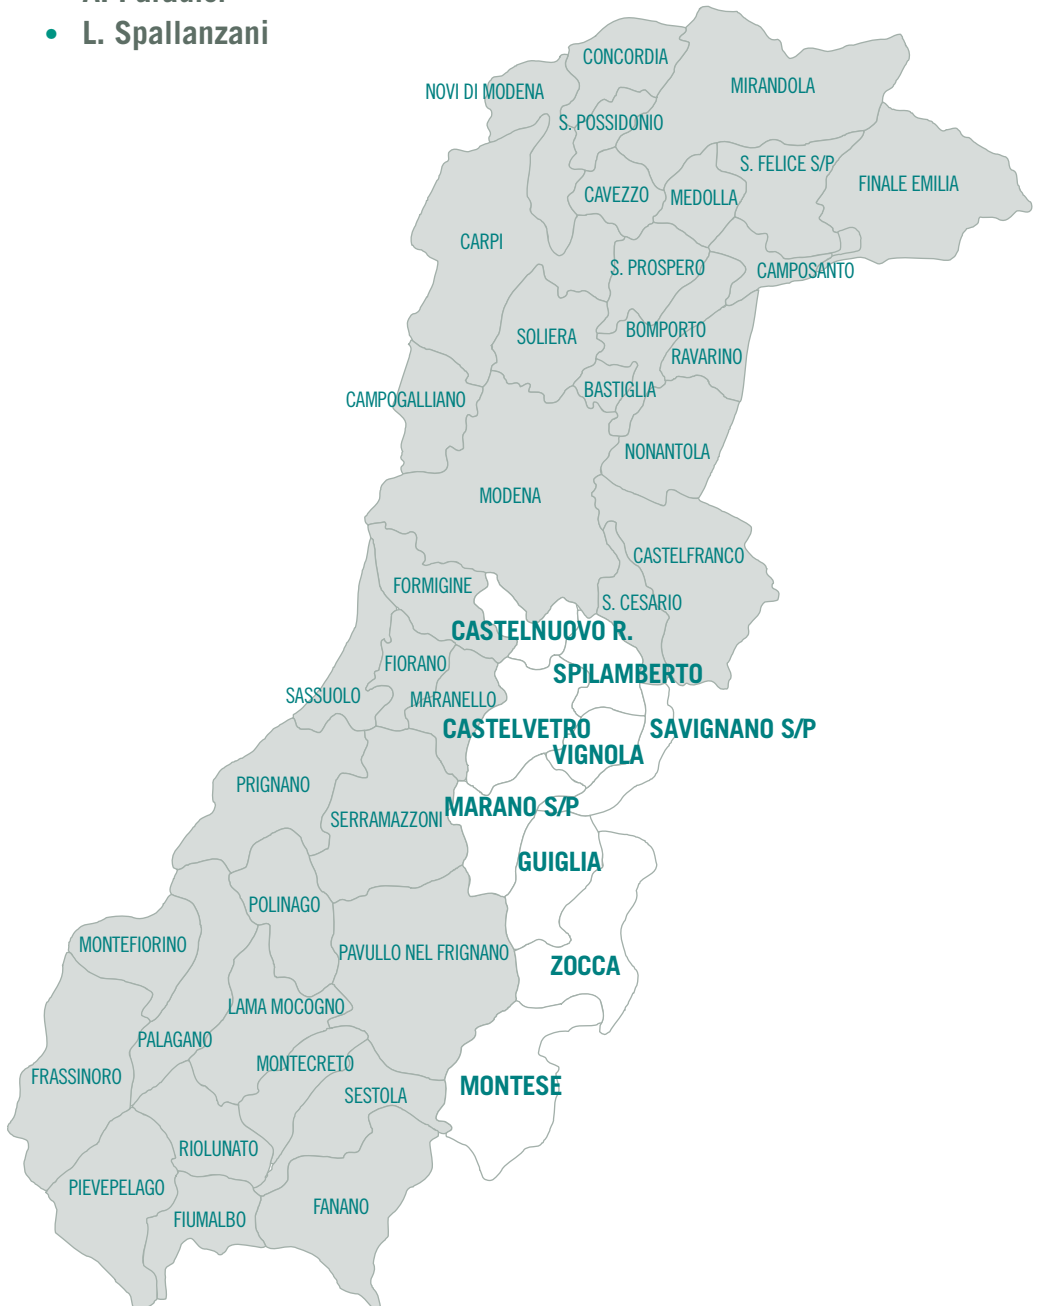 A. Paradisi
• L. Spallanzani
CONCORDIA
MIRANDOLA
NOVI DI MODENA
S. POSSIDONIO
S. FELICE S/P
FINALE EMILIA
CAVEZZO
MEDOLLA
CARPI
S. PROSPERO
CAMPOSANTO
SOLIERA
BOMPORTO
RAVARINO
BASTIGLIA
CAMPOGALLIANO
NONANTOLA
MODENA
CASTELFRANCO
FORMIGINE
S. CESARIO
CASTELNUOVO R.
FIORANO
SPILAMBERTO
SASSUOLO
MARANELLO
CASTELVETRO
SAVIGNANO S/P
VIGNOLA
PRIGNANO
MARANO S/P
SERRAMAZZONI
GUIGLIA
POLINAGO
MONTEFIORINO
PAVULLO NEL FRIGNANO
ZOCCA
LAMA MOCOGNO
PALAGANO
MONTECRETO
FRASSINORO
MONTESE
SESTOLA
RIOLUNATO
PIEVEPELAGO
FANANO
FIUMALBO